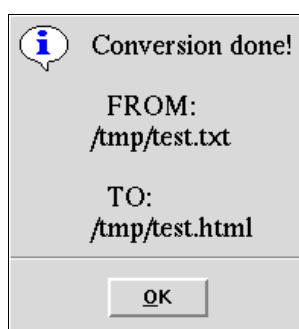 Conversion done!
FROM:
/tmp/test.txt
TO:
/tmp/test.html
OK